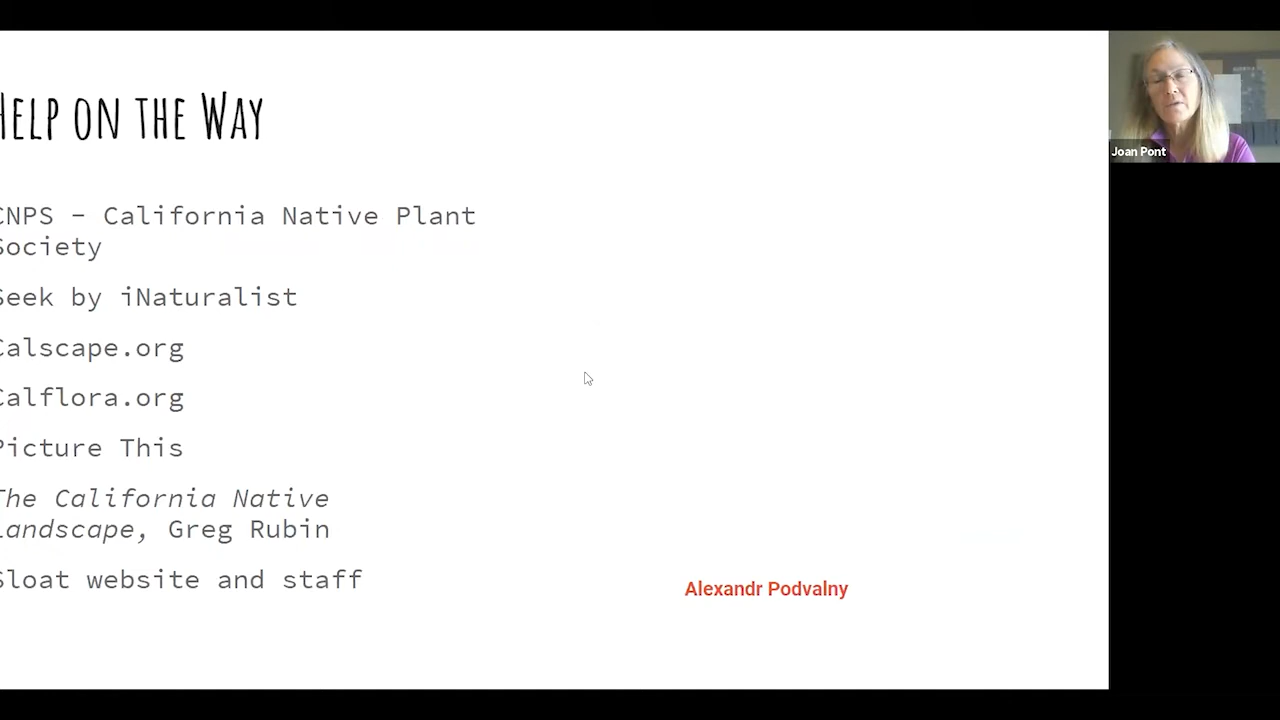 Help on the Way
Joan Pont
CNPS - California Native Plant
Society
Seek by iNaturalist
Calscape.org
Calflora.org
Picture This
The California Native
Landscape, Greg Rubin
Sloat website and staff
Alexandr Podvalny